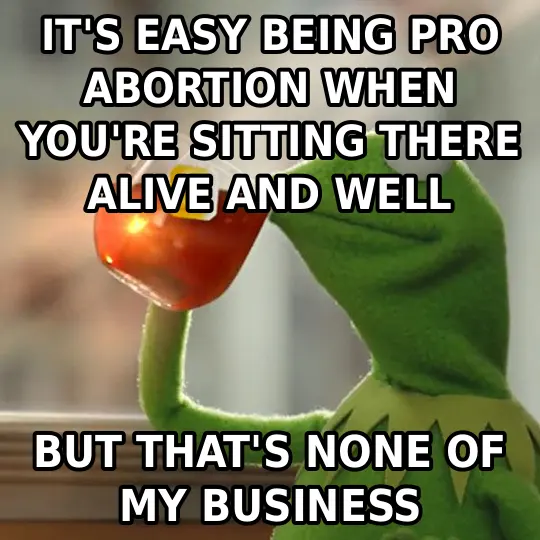 IT'S EASY BEING PRO
ABORTION WHEN
YOU'RE SITTING THERE
ALIVE AND WELL
BUT THAT'S NONE OF
MY BUSINESS